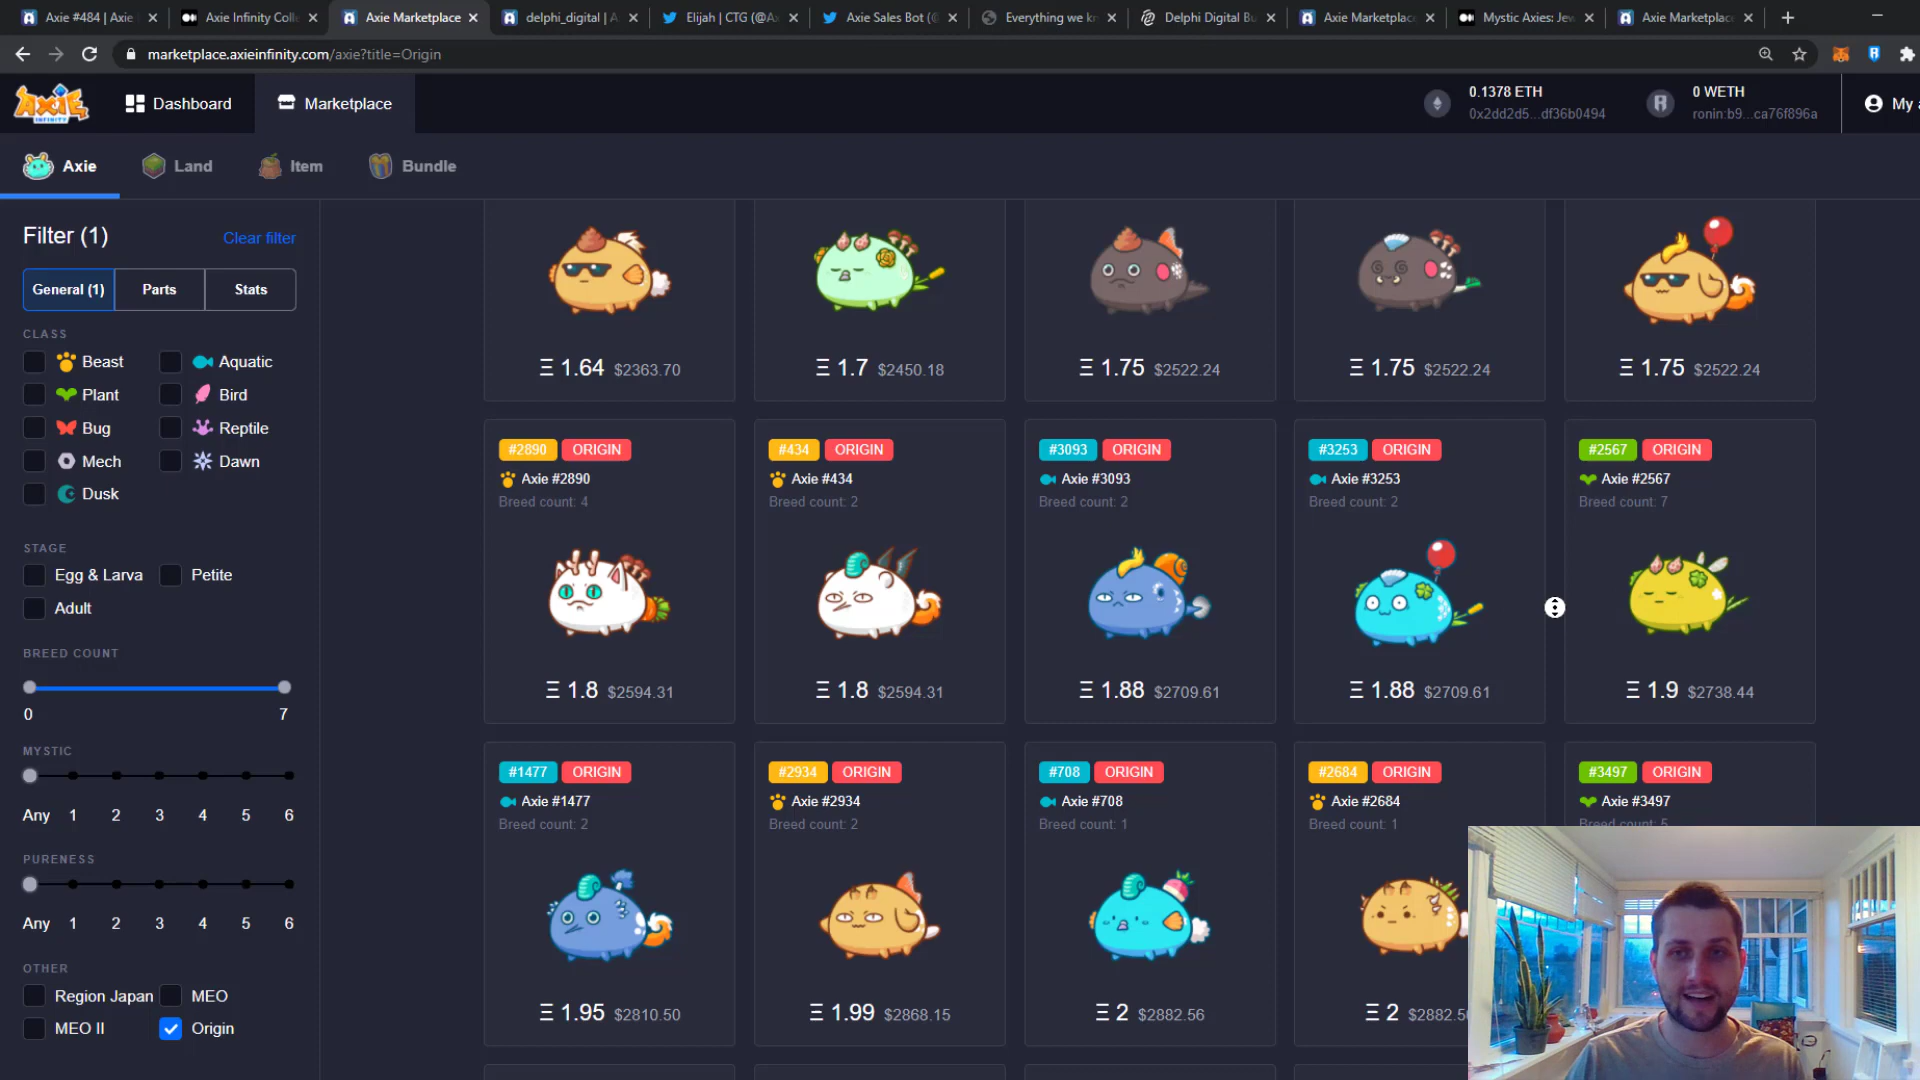 Axie #484 | Axie
Axie Infinity Coll
Axie Marketplace
delphi_digital | A
Elijah | CTG (@Ax
Axie Sales Bot (@
Everything we k
Delphi Digital Bu
Axie Marketplac
Mystic Axies: Jew
Axie Marketplac
marketplace.axieinfinity.com/axie?title=Origin
AXIE
INFINITY
Dashboard
Marketplace
0.1378 ETH
0x2dd2d5...df36b0494
0 WETH
ronin:b9...ca76f896a
My a
Axie
Land
Item
Bundle
Filter (1)
Clear filter
General (1)
Parts
Stats
CLASS
Beast
Aquatic
Plant
Bird
Bug
Reptile
Mech
Dawn
Dusk
STAGE
Egg & Larva
Petite
Adult
BREED COUNT
0
7
MYSTIC
Any 1 2 3 4 5 6
PURENESS
Any 1 2 3 4 5 6
OTHER
Region Japan
MEO
MEO II
Origin
Ξ 1.64 $2363.70
Ξ 1.7 $2450.18
Ξ 1.75 $2522.24
Ξ 1.75 $2522.24
Ξ 1.75 $2522.24
#2890 ORIGIN
Axie #2890
Breed count: 4
Ξ 1.8 $2594.31
#434 ORIGIN
Axie #434
Breed count: 2
Ξ 1.8 $2594.31
#3093 ORIGIN
Axie #3093
Breed count: 2
Ξ 1.88 $2709.61
#3253 ORIGIN
Axie #3253
Breed count: 2
Ξ 1.88 $2709.61
#2567 ORIGIN
Axie #2567
Breed count: 7
Ξ 1.9 $2738.44
#1477 ORIGIN
Axie #1477
Breed count: 2
Ξ 1.95 $2810.50
#2934 ORIGIN
Axie #2934
Breed count: 2
Ξ 1.99 $2868.15
#708 ORIGIN
Axie #708
Breed count: 1
Ξ 2 $2882.56
#2684 ORIGIN
Axie #2684
Breed count: 1
Ξ 2 $2882.56
#3497 ORIGIN
Axie #3497
Breed count: 5